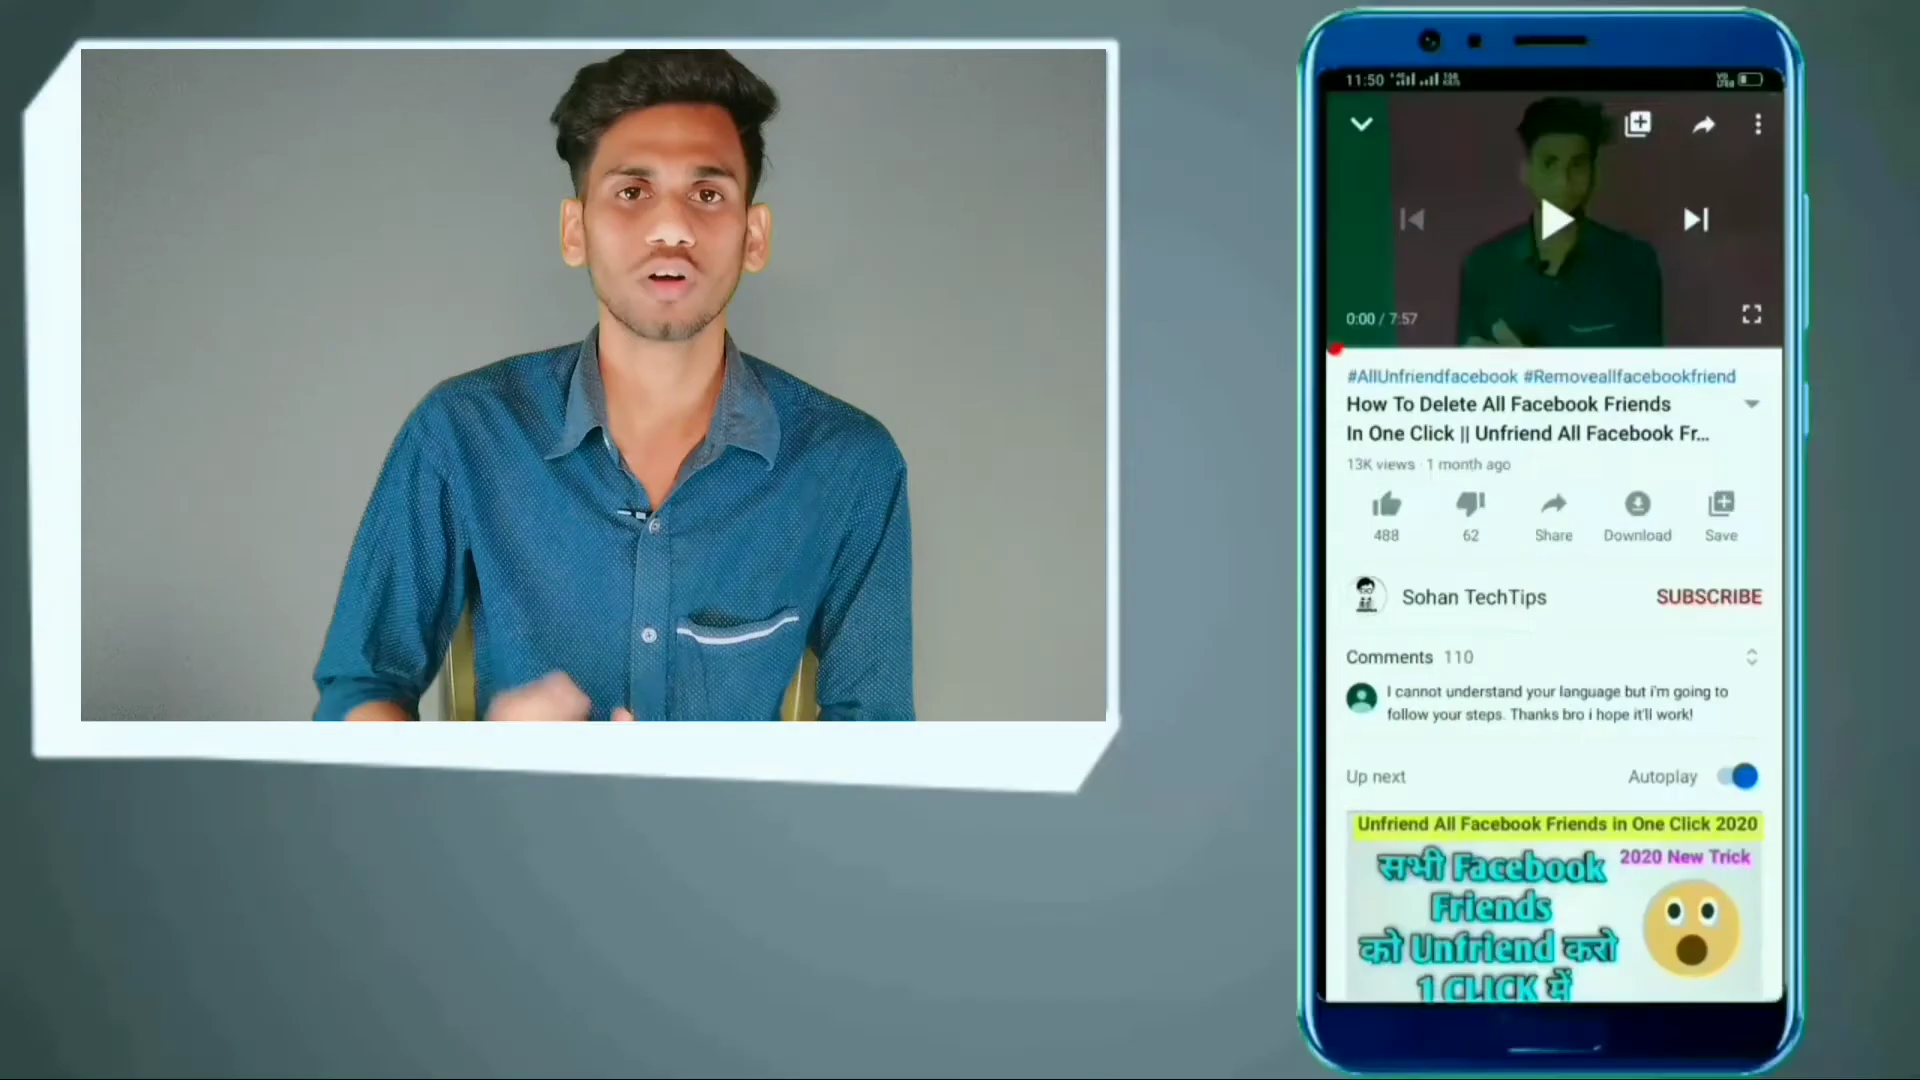 11:50
0:00 / 7:57
#AllUnfriendfacebook #Removeallfacebookfriend
How To Delete All Facebook Friends
In One Click || Unfriend All Facebook Fr...
13K views · 1 month ago
488
62
Share
Download
Save
Sohan TechTips
SUBSCRIBE
Comments 110
I cannot understand your language but i'm going to
follow your steps. Thanks bro i hope it'll work!
Up next
Autoplay
Unfriend All Facebook Friends in One Click 2020
2020 New Trick
सभी Facebook
Friends
को Unfriend करो
1 CLICK में